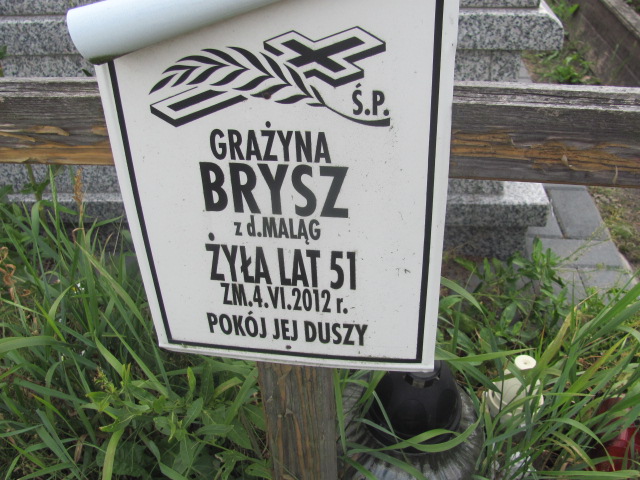 Ś.P.
GRAŻYNA
BRYSZ
z d.MALĄG
ŻYŁA LAT 51
ZM.4.VI.2012 r.
POKÓJ JEJ DUSZY